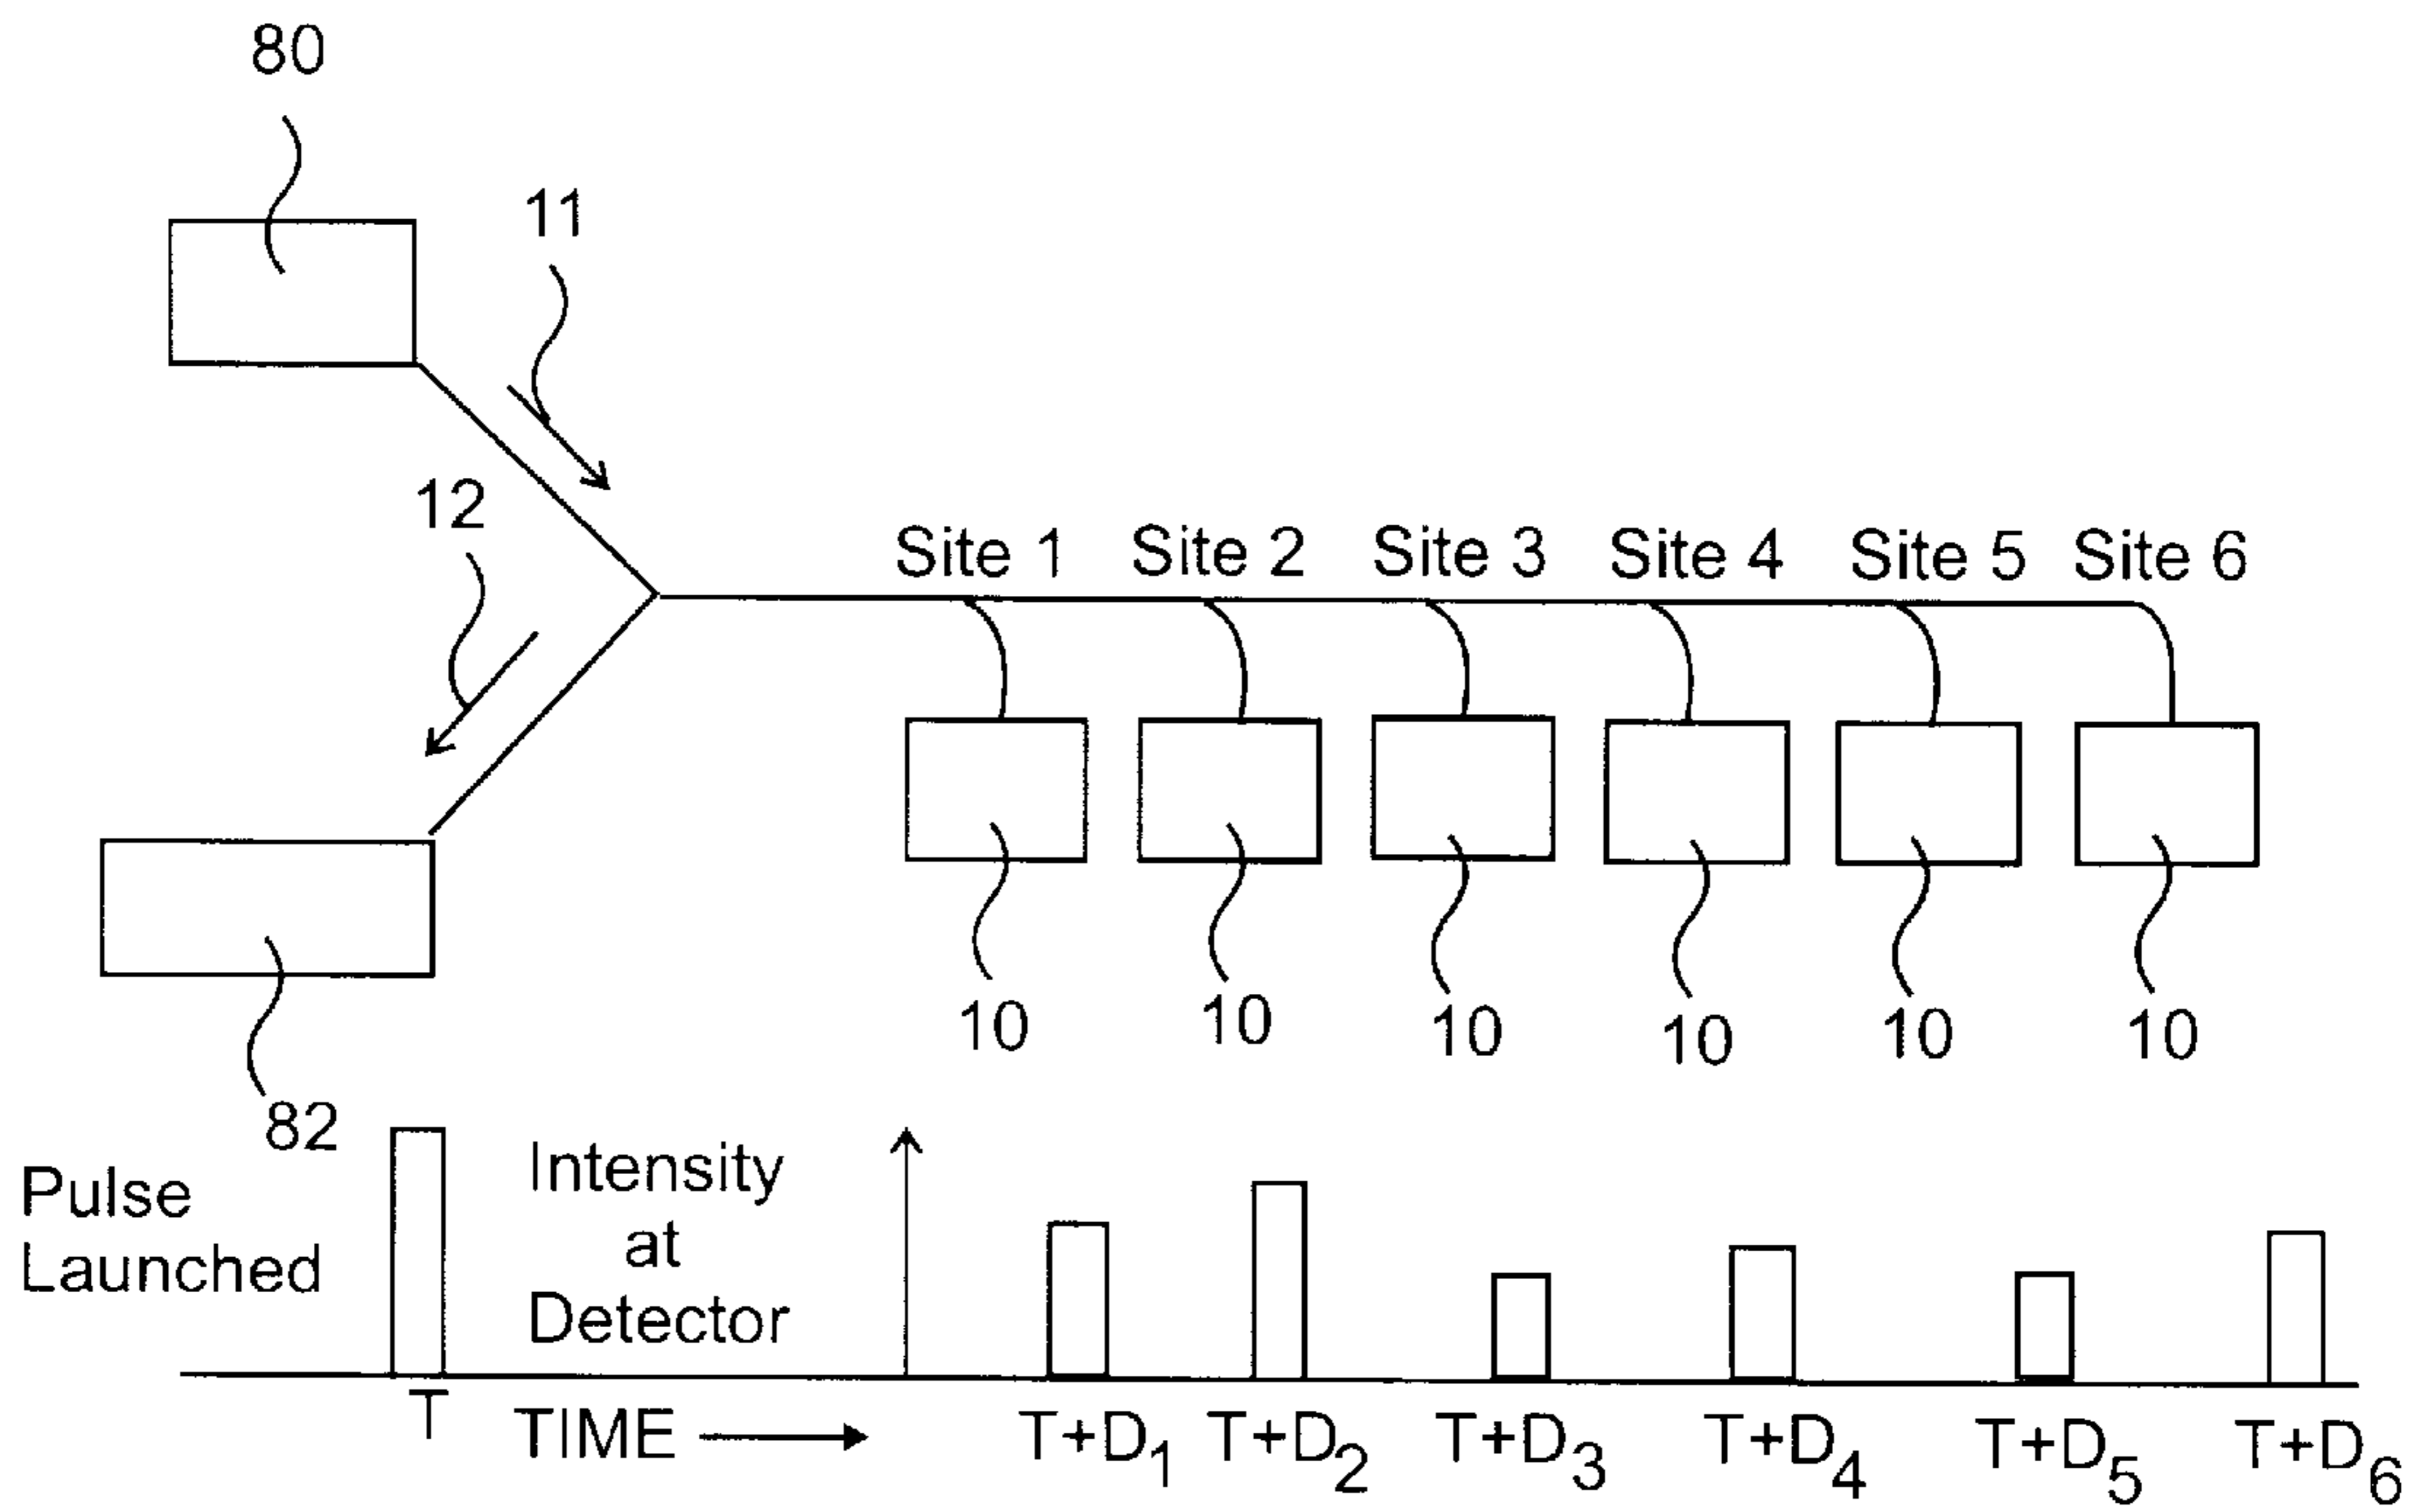 80
11
12
Site 1 Site 2 Site 3 Site 4 Site 5 Site 6
10 10 10 10 10 10
82
Pulse
Launched
Intensity
at
Detector
T TIME T+D1 T+D2 T+D3 T+D4 T+D5 T+D6